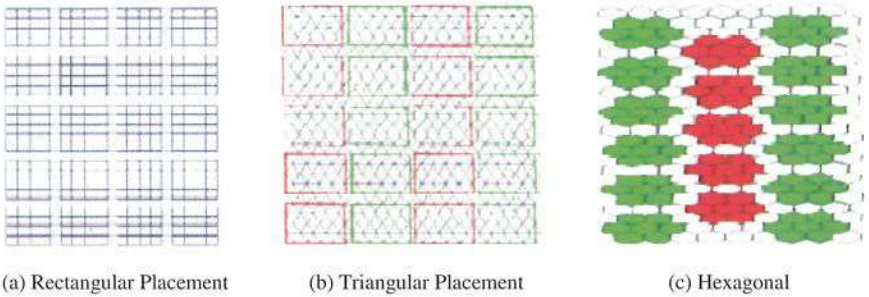 (a) Rectangular Placement
(b) Triangular Placement
(c) Hexagonal